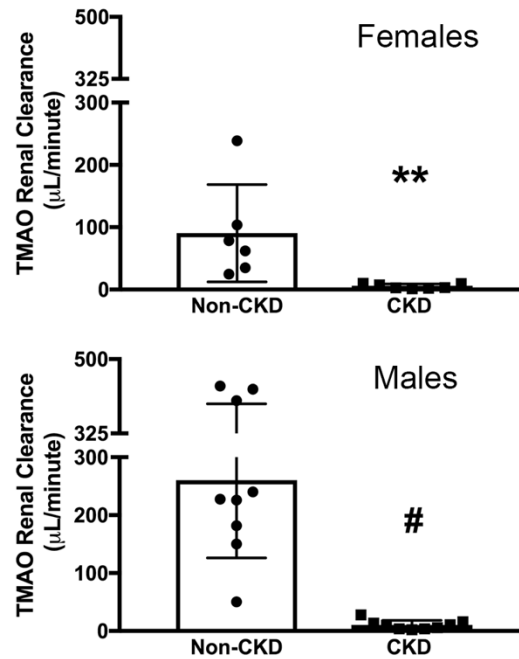 Females
TMAO Renal Clearance
(μL/minute)
500
325
300
200
100
0
**
Non-CKD CKD
Males
TMAO Renal Clearance
(μL/minute)
500
325
300
200
100
0
#
Non-CKD CKD